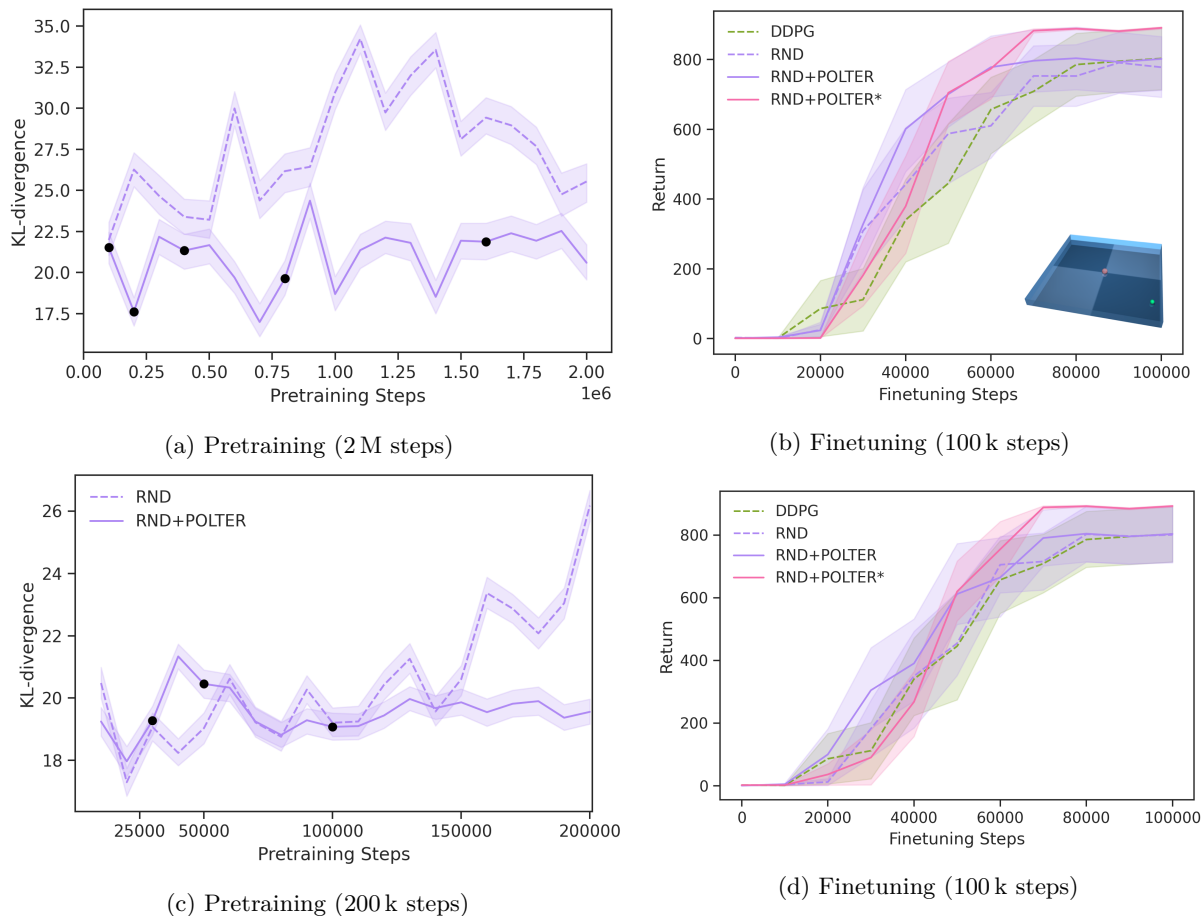 35.0
32.5
30.0
27.5
25.0
22.5
20.0
17.5
KL-divergence
0.00 0.25 0.50 0.75 1.00 1.25 1.50 1.75 2.00
1e6
Pretraining Steps
(a) Pretraining (2 M steps)
DDPG
RND
RND+POLTER
RND+POLTER*
800
600
400
200
0
Return
0 20000 40000 60000 80000 100000
Finetuning Steps
(b) Finetuning (100 k steps)
RND
RND+POLTER
26
24
22
20
18
KL-divergence
25000 50000 100000 150000 200000
Pretraining Steps
(c) Pretraining (200 k steps)
DDPG
RND
RND+POLTER
RND+POLTER*
800
600
400
200
0
Return
0 20000 40000 60000 80000 100000
Finetuning Steps
(d) Finetuning (100 k steps)